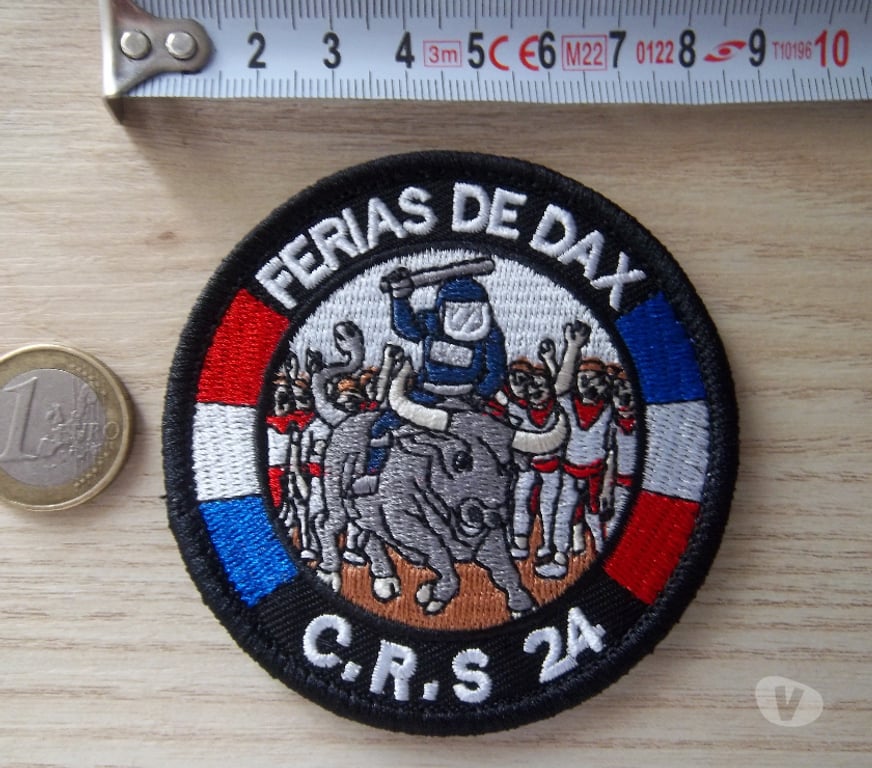 2 3 4 3m 5 CE 6 M22 7 0122 8 9 T10196 10
FERIAS DE DAX
1 EURO
C.R.S 24
V